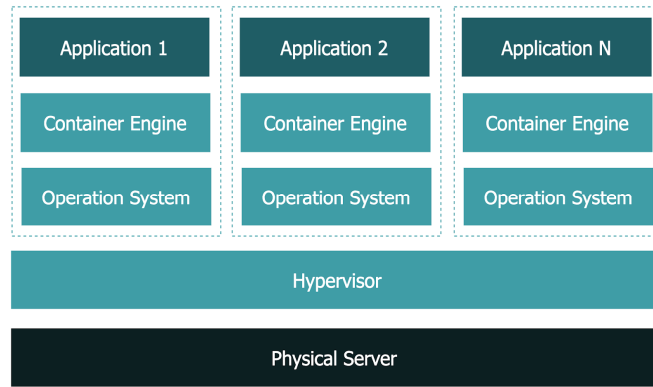 Application 1
Application 2
Application N
Container Engine
Container Engine
Container Engine
Operation System
Operation System
Operation System
Hypervisor
Physical Server